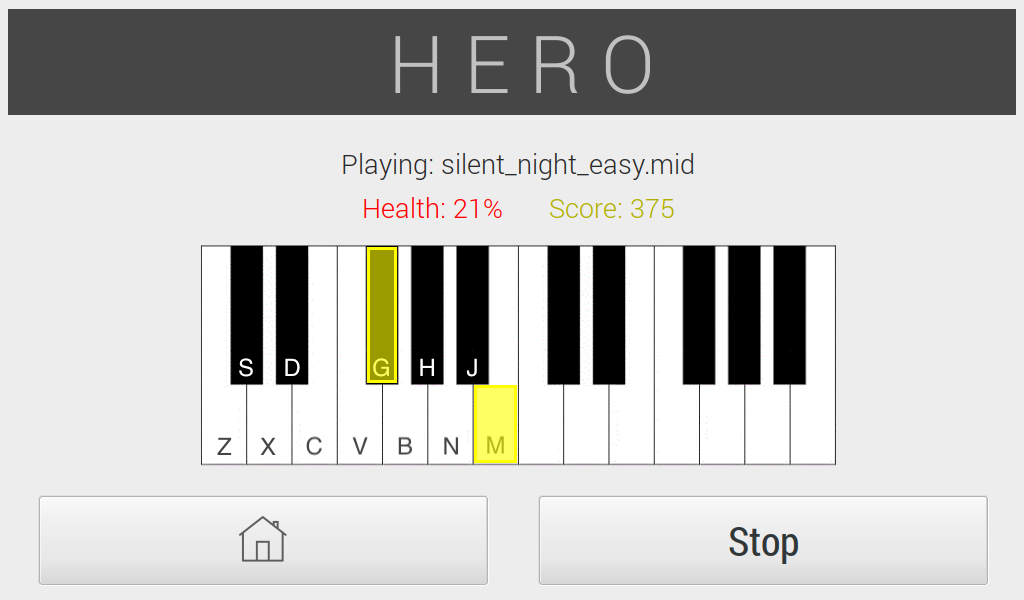 HERO
Playing: silent_night_easy.mid
Health: 21% Score: 375
S D G H J
Z X C V B N M
Stop